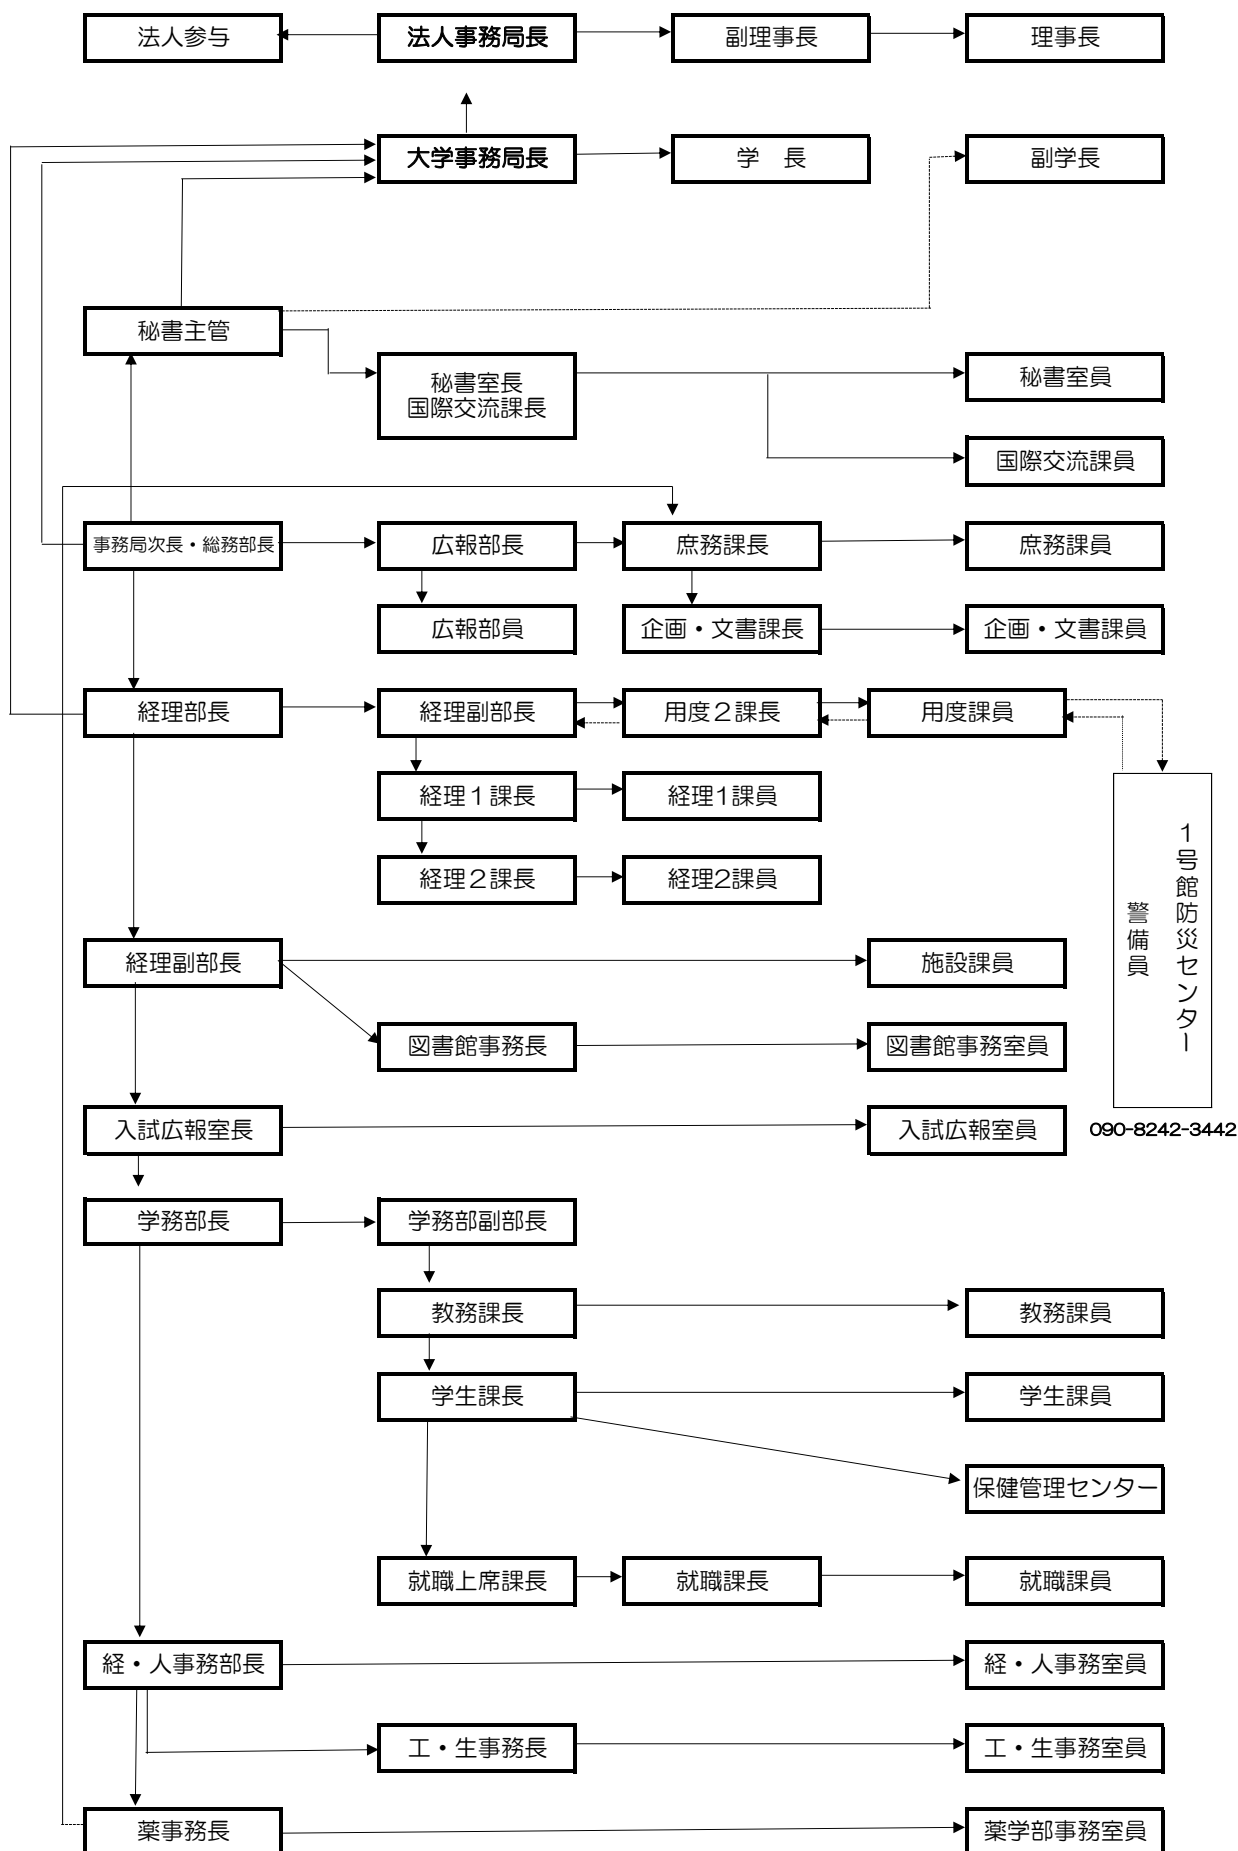 法人参与
法人事務局長
副理事長
理事長
大学事務局長
学　長
副学長
秘書主管
秘書室長
国際交流課長
秘書室員
国際交流課員
事務局次長・総務部長
広報部長
庶務課長
庶務課員
広報部員
企画・文書課長
企画・文書課員
経理部長
経理副部長
用度２課長
用度課員
経理１課長
経理1課員
経理２課長
経理2課員
１号館防災センター
警備員
090-8242-3442
経理副部長
施設課員
図書館事務長
図書館事務室員
入試広報室長
入試広報室員
学務部長
学務部副部長
教務課長
教務課員
学生課長
学生課員
保健管理センター
就職上席課長
就職課長
就職課員
経・人事務部長
経・人事務室員
工・生事務長
工・生事務室員
薬事務長
薬学部事務室員